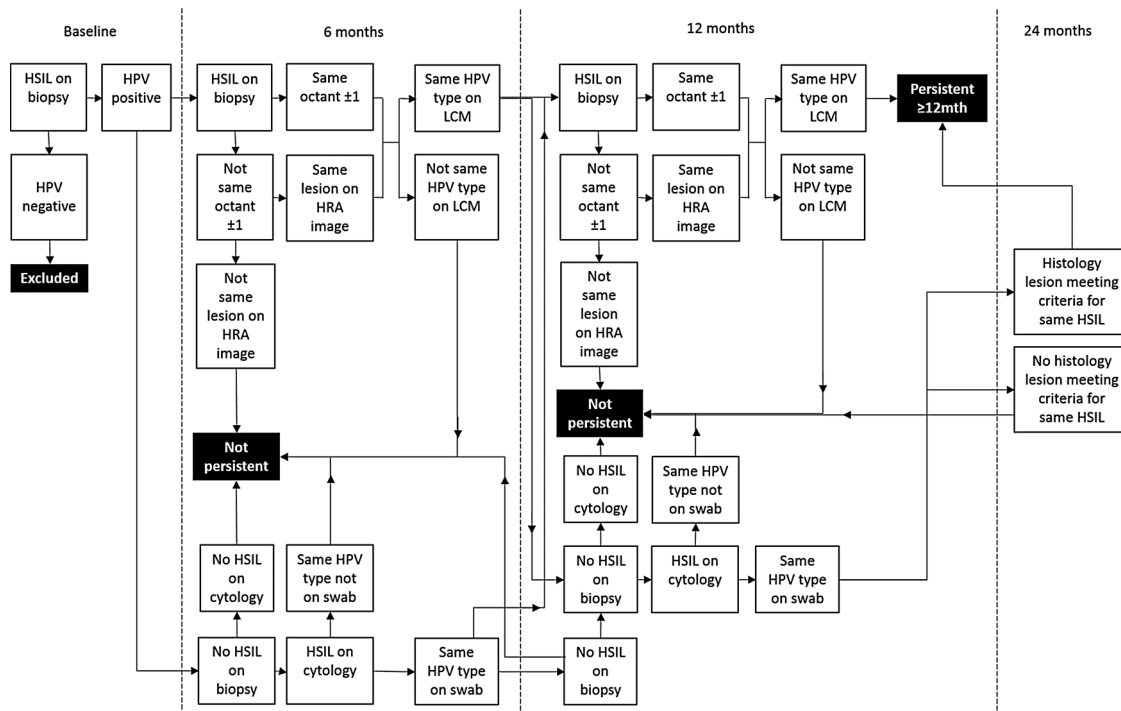 Baseline
6 months
12 months
24 months
HSIL on
biopsy
HPV
positive
HPV
negative
Excluded
HSIL on
biopsy
Same
octant ±1
Same HPV
type on
LCM
Not
same
octant
±1
Same
lesion on
HRA
image
Not same
HPV type
on LCM
Not
same
lesion on
HRA
image
Not
persistent
No HSIL
on
cytology
Same HPV
type not
on swab
No HSIL
on
biopsy
HSIL on
cytology
Same
HPV type
on swab
HSIL on
biopsy
Same
octant ±1
Same HPV
type on
LCM
Persistent
≥12mth
Not
same
octant
±1
Same
lesion on
HRA
image
Not same
HPV type
on LCM
Not
same
lesion
on HRA
image
Not
persistent
No HSIL
on
cytology
Same HPV
type not
on swab
No HSIL
on
biopsy
HSIL on
cytology
Same
HPV type
on swab
No HSIL
on
biopsy
Histology
lesion meeting
criteria for
same HSIL
No histology
lesion meeting
criteria for
same HSIL